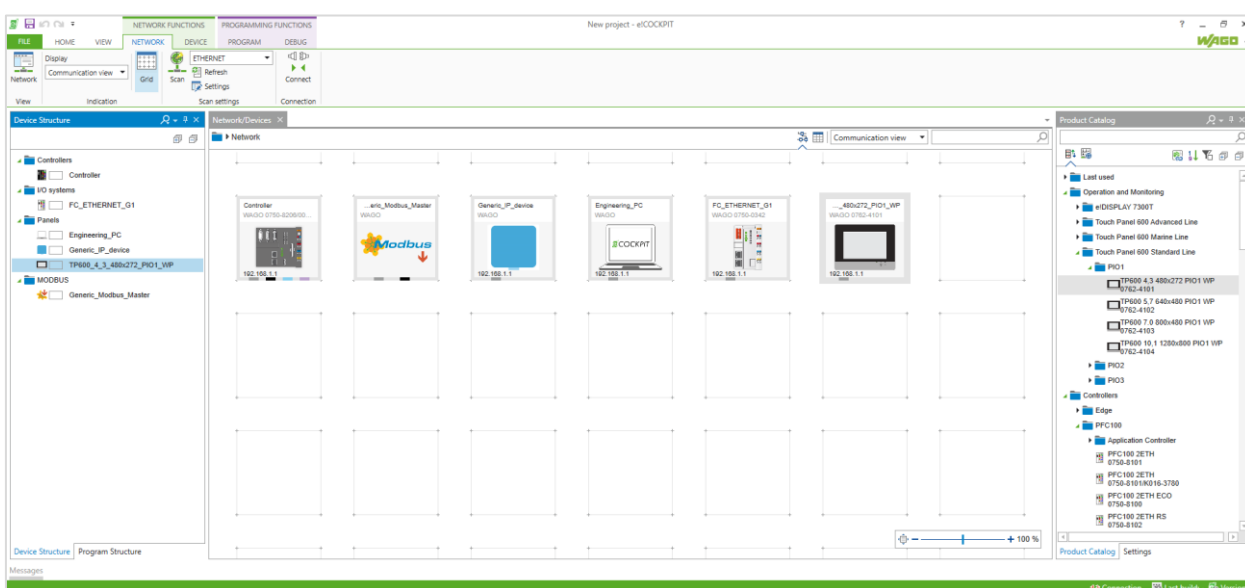 NETWORK FUNCTIONS PROGRAMMING FUNCTIONS New project - e!COCKPIT ?
FILE HOME VIEW NETWORK DEVICE PROGRAM DEBUG WAGO
Display
Communication view
Network
Grid
Scan
ETHERNET
Refresh
Settings
Connect
View Indication Scan settings Connection
Device Structure
Controllers
Controller
I/O systems
FC_ETHERNET_G1
Panels
Engineering_PC
Generic_IP_device
TP600_4_3_480x272_PIO1_WP
MODBUS
Generic_Modbus_Master
Device Structure Program Structure
Messages
Network/Devices
Network
Communication view
Controller
WAGO 0750-8206/00...
192.168.1.1
...eric_Modbus_Master
WAGO
Modbus
Generic_IP_device
WAGO
192.168.1.1
Engineering_PC
WAGO
e!COCKPIT
192.168.1.1
FC_ETHERNET_G1
WAGO 0750-0342
192.168.1.1
..._480x272_PIO1_WP
WAGO 0762-4101
192.168.1.1
100 %
Product Catalog
Last used
Operation and Monitoring
e!DISPLAY 7300T
Touch Panel 600 Advanced Line
Touch Panel 600 Marine Line
Touch Panel 600 Standard Line
PIO1
TP600 4,3 480x272 PIO1 WP
0762-4101
TP600 5,7 640x480 PIO1 WP
0762-4102
TP600 7.0 800x480 PIO1 WP
0762-4103
TP600 10,1 1280x800 PIO1 WP
0762-4104
PIO2
PIO3
Controllers
Edge
PFC100
Application Controller
PFC100 2ETH
0750-8101
PFC100 2ETH
0750-8101/K016-3780
PFC100 2ETH ECO
0750-8100
PFC100 2ETH RS
0750-8102
Product Catalog Settings
Connection Last build: Version